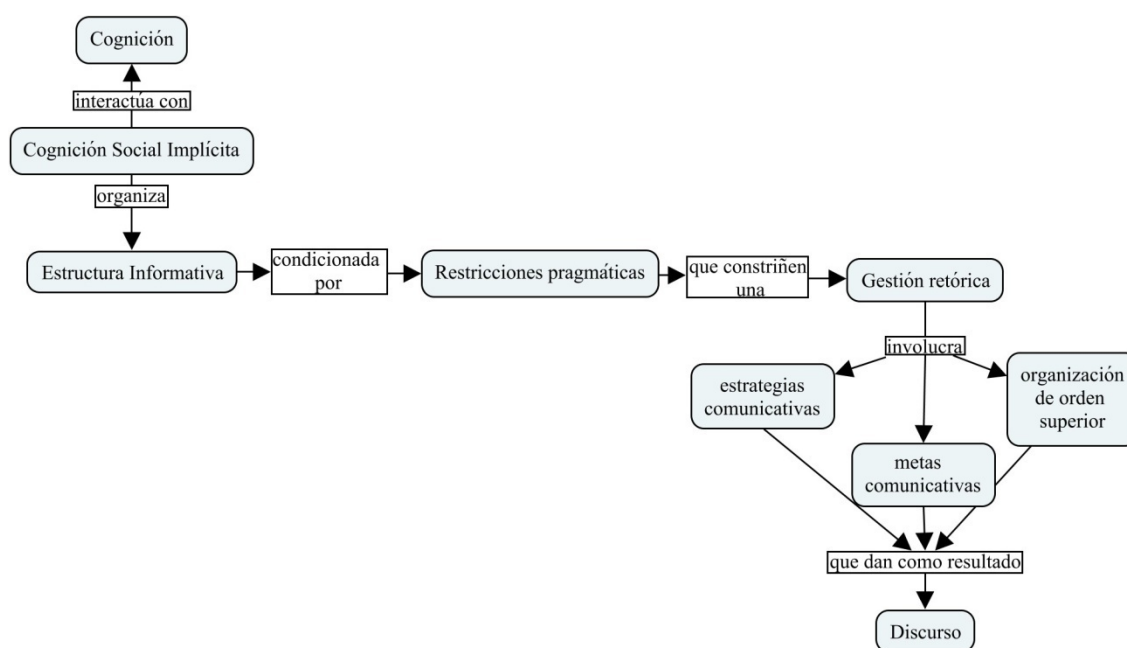 Cognición
interactúa con
Cognición Social Implícita
organiza
Estructura Informativa
condicionada
por
Restricciones pragmáticas
que constriñen
una
Gestión retórica
involucra
estrategias
comunicativas
metas
comunicativas
organización
de orden
superior
que dan como resultado
Discurso